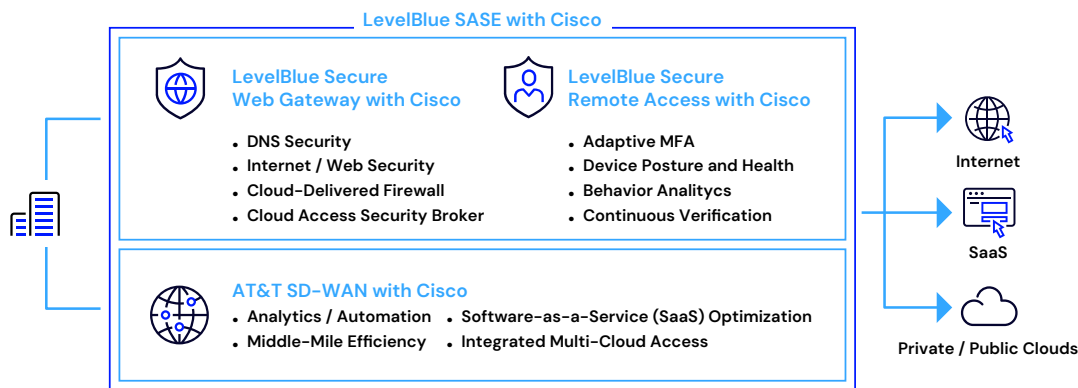 LevelBlue SASE with Cisco
LevelBlue Secure
Web Gateway with Cisco
• DNS Security
• Internet / Web Security
• Cloud-Delivered Firewall
• Cloud Access Security Broker
LevelBlue Secure
Remote Access with Cisco
• Adaptive MFA
• Device Posture and Health
• Behavior Analitycs
• Continuous Verification
AT&T SD-WAN with Cisco
• Analytics / Automation
• Middle-Mile Efficiency
• Software-as-a-Service (SaaS) Optimization
• Integrated Multi-Cloud Access
Internet
SaaS
Private / Public Clouds